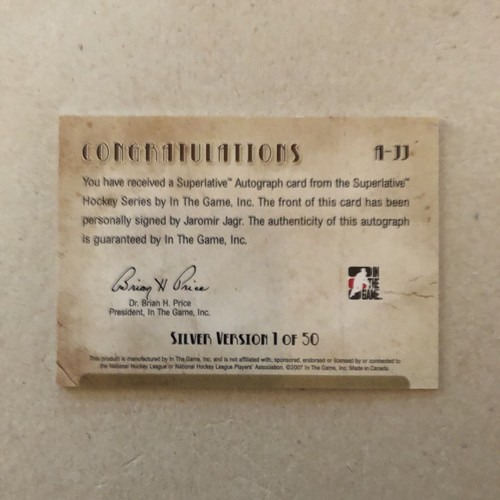 CONGRATULATIONS A-JJ
You have received a Superlative™ Autograph card from the Superlative™
Hockey Series by In The Game, Inc. The front of this card has been
personally signed by Jaromir Jagr. The authenticity of this autograph
is guaranteed by In The Game, Inc.
Brian H Price
Dr. Brian H. Price
President, In The Game, Inc.
IN
THE
GAME
SILVER VERSION 1 OF 50
This product is manufactured by In The Game, Inc. and is not affiliated with, sponsored, endorsed or licensed by or connected to
the National Hockey League or National Hockey League Players' Association. ©2007 In The Game, Inc. Made in Canada.